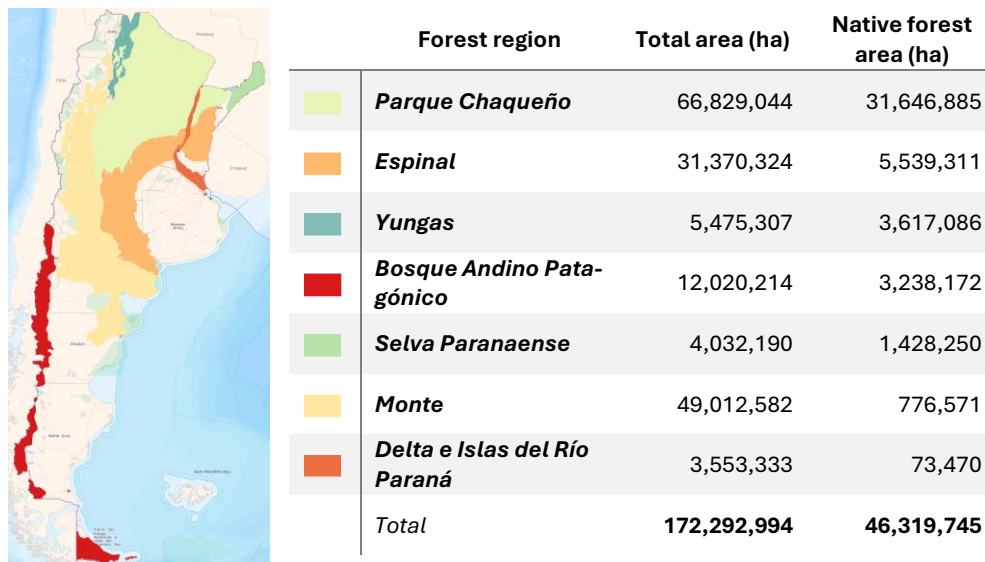 Forest region Total area (ha) Native forest
area (ha)
Parque Chaqueño 66,829,044 31,646,885
Espinal 31,370,324 5,539,311
Yungas 5,475,307 3,617,086
Bosque Andino Pata-
gónico 12,020,214 3,238,172
Selva Paranaense 4,032,190 1,428,250
Monte 49,012,582 776,571
Delta e Islas del Río
Paraná 3,553,333 73,470
Total 172,292,994 46,319,745